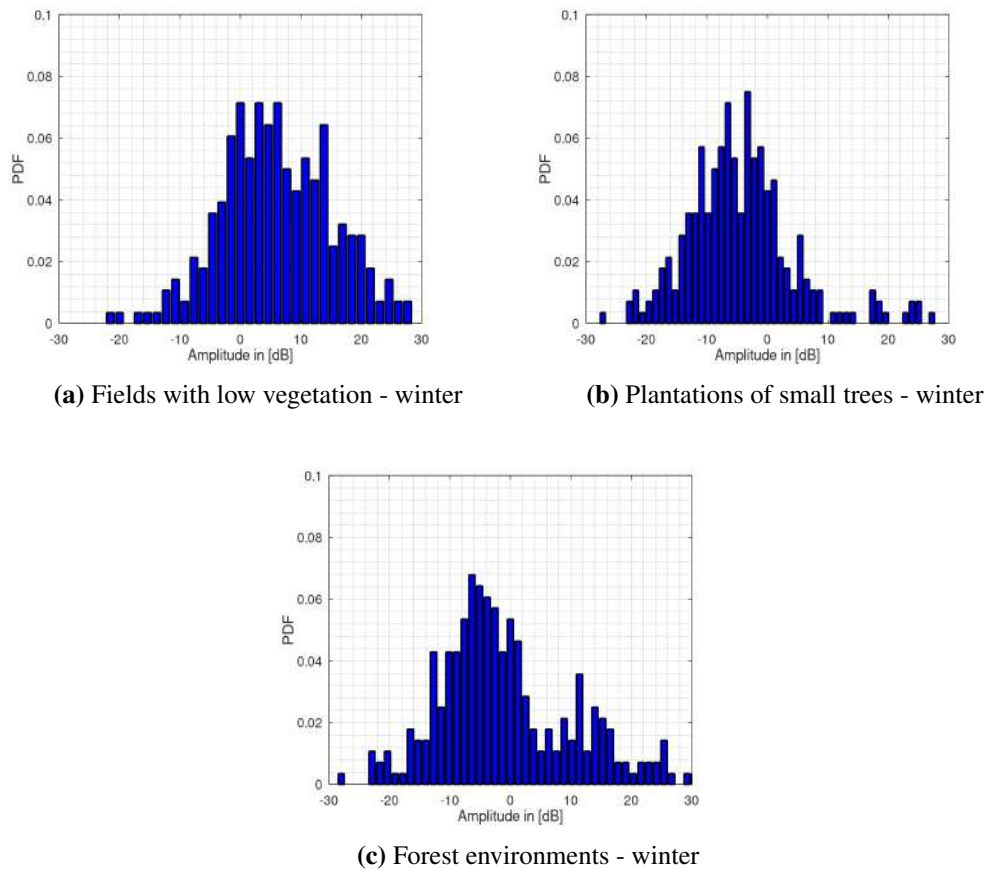 0.1
0.08
0.06
0.04
0.02
0
PDF
-30 -20 -10 0 10 20 30
Amplitude in [dB]
(a) Fields with low vegetation - winter
0.1
0.08
0.06
0.04
0.02
0
PDF
-30 -20 -10 0 10 20 30
Amplitude in [dB]
(b) Plantations of small trees - winter
0.1
0.08
0.06
0.04
0.02
0
PDF
-30 -20 -10 0 10 20 30
Amplitude in [dB]
(c) Forest environments - winter